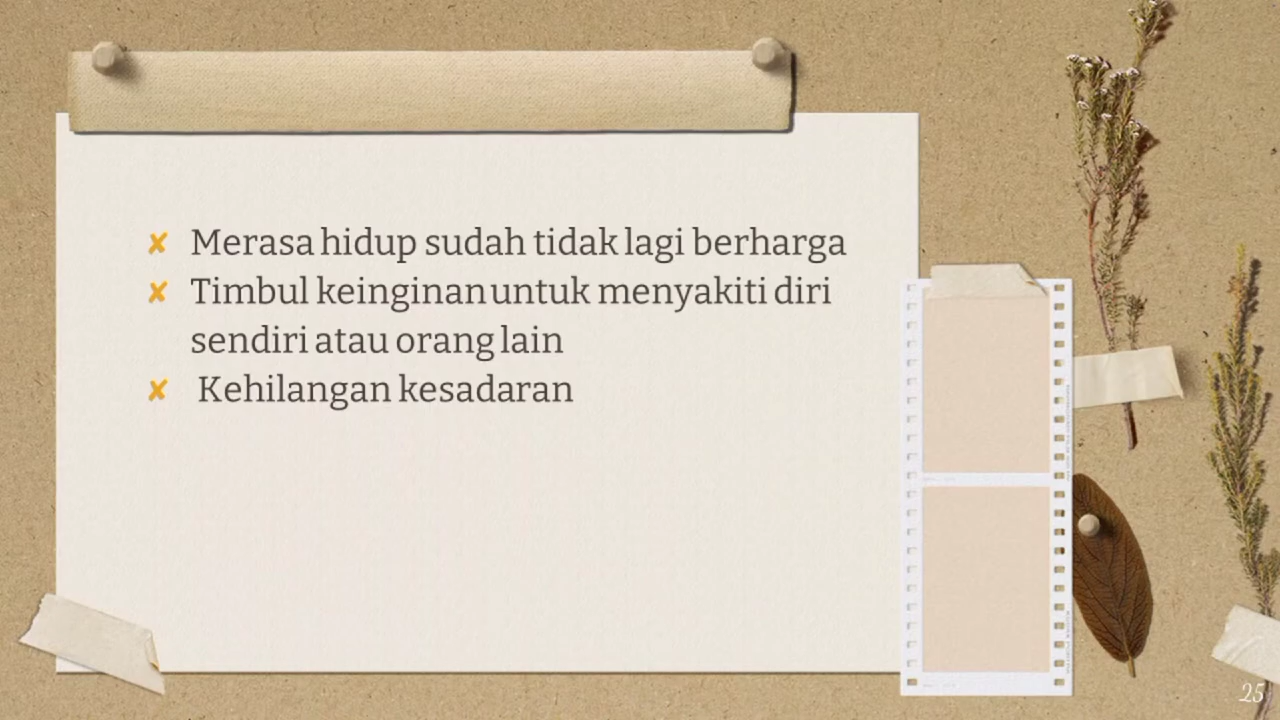 ✘ Merasa hidup sudah tidak lagi berharga
✘ Timbul keinginan untuk menyakiti diri
sendiri atau orang lain
✘ Kehilangan kesadaran
25